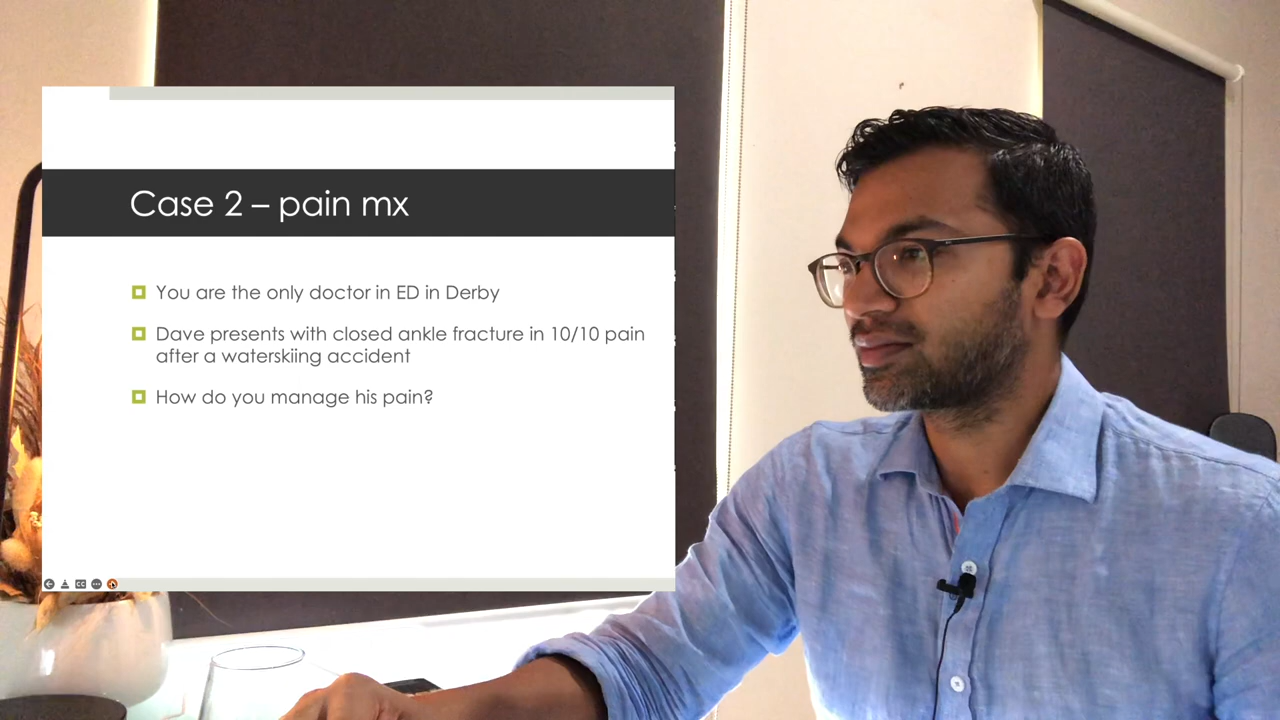 Case 2 – pain mx
You are the only doctor in ED in Derby
Dave presents with closed ankle fracture in 10/10 pain
after a waterskiing accident
How do you manage his pain?